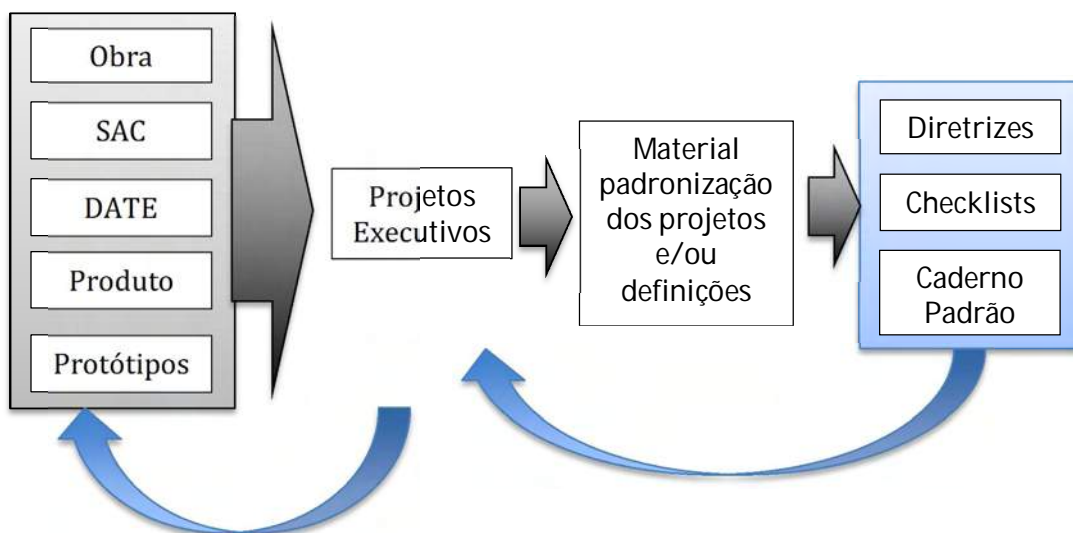 Obra
SAC
DATE
Produto
Protótipos
Projetos
Executivos
Material
padronização
dos projetos
e/ou
definições
Diretrizes
Checklists
Caderno
Padrão